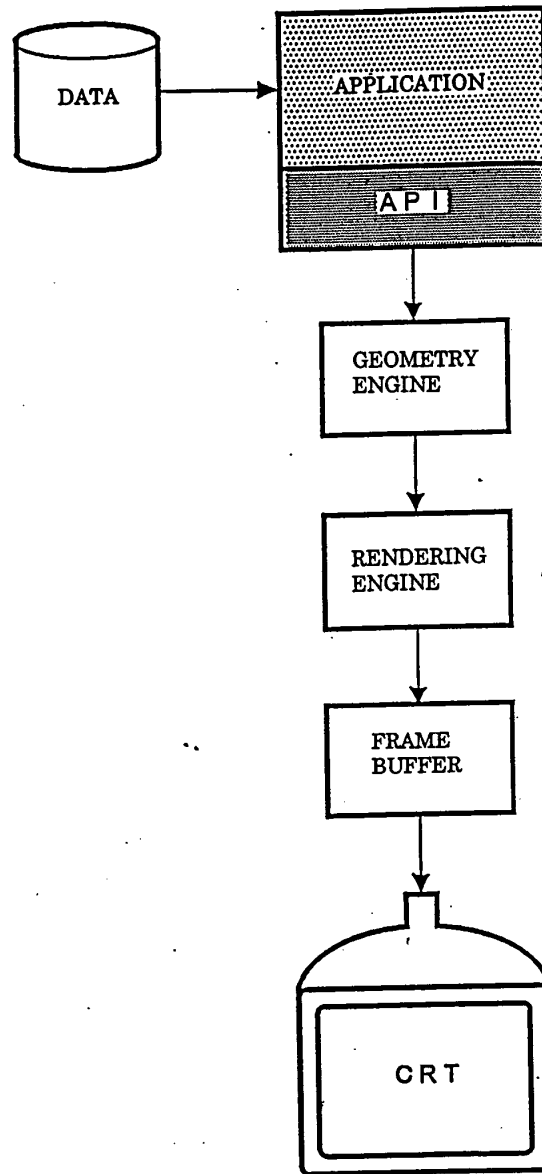 DATA
APPLICATION
API
GEOMETRY
ENGINE
RENDERING
ENGINE
FRAME
BUFFER
CRT